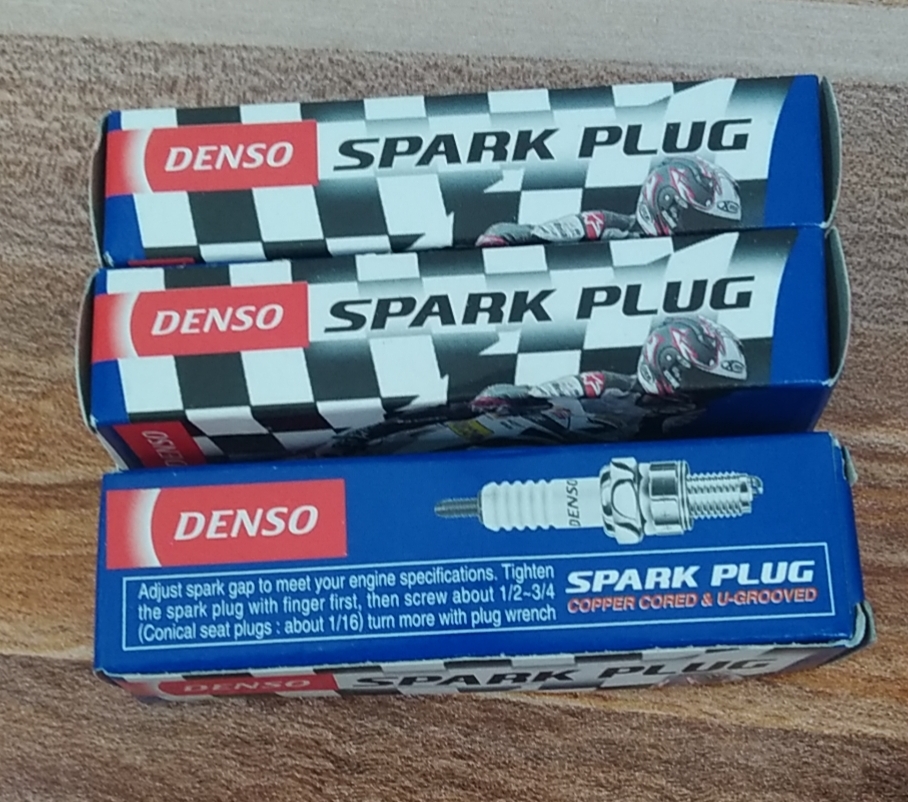 DENSO SPARK PLUG
DENSO SPARK PLUG
DENSO
DENSO
DENSO
Adjust spark gap to meet your engine specifications. Tighten
the spark plug with finger first, then screw about 1/2~3/4
(Conical seat plugs : about 1/16) turn more with plug wrench
SPARK PLUG
COPPER CORED & U-GROOVED
DENSO SPARK PLUG